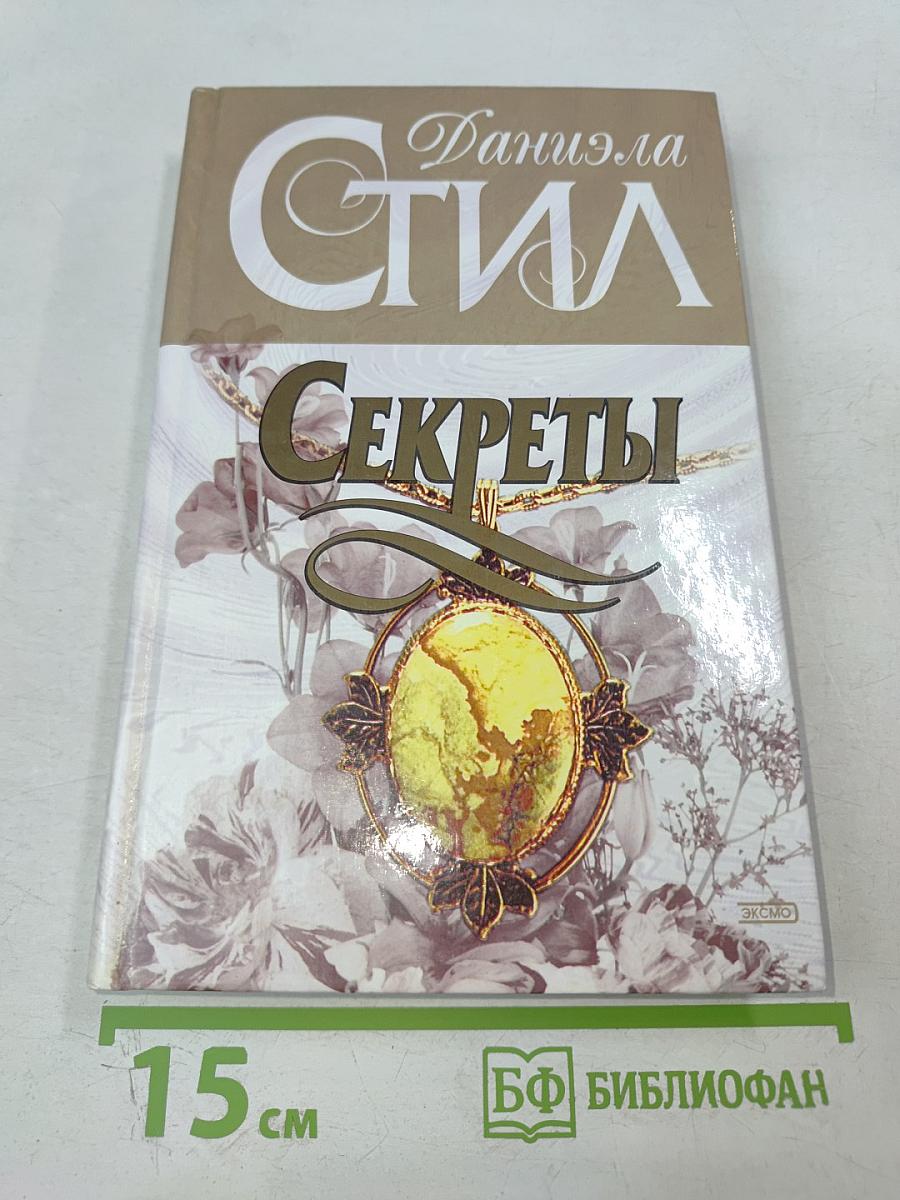 Даниэла
Стил
Секреты
ЭКСМО
15 см
БФ БИБЛИОФАН